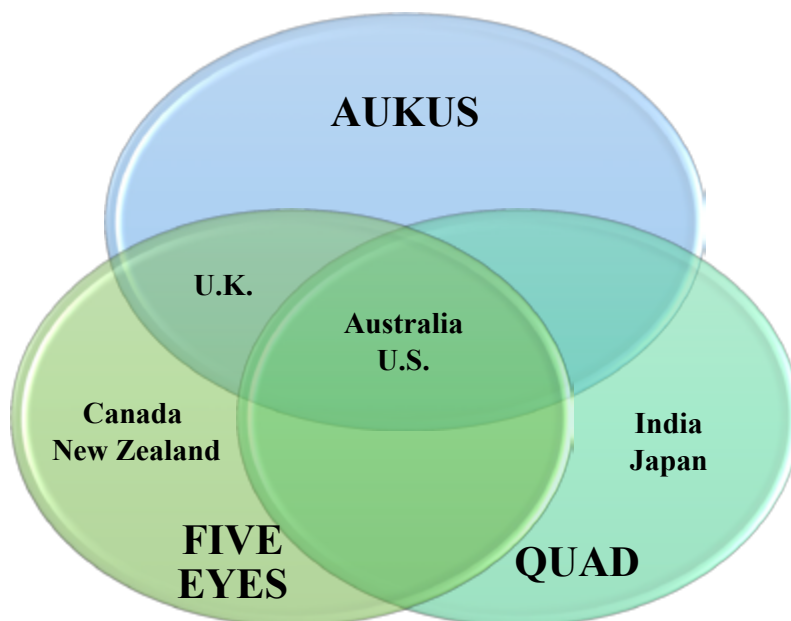 AUKUS
U.K.
Australia
U.S.
Canada
New Zealand
India
Japan
FIVE
EYES
QUAD